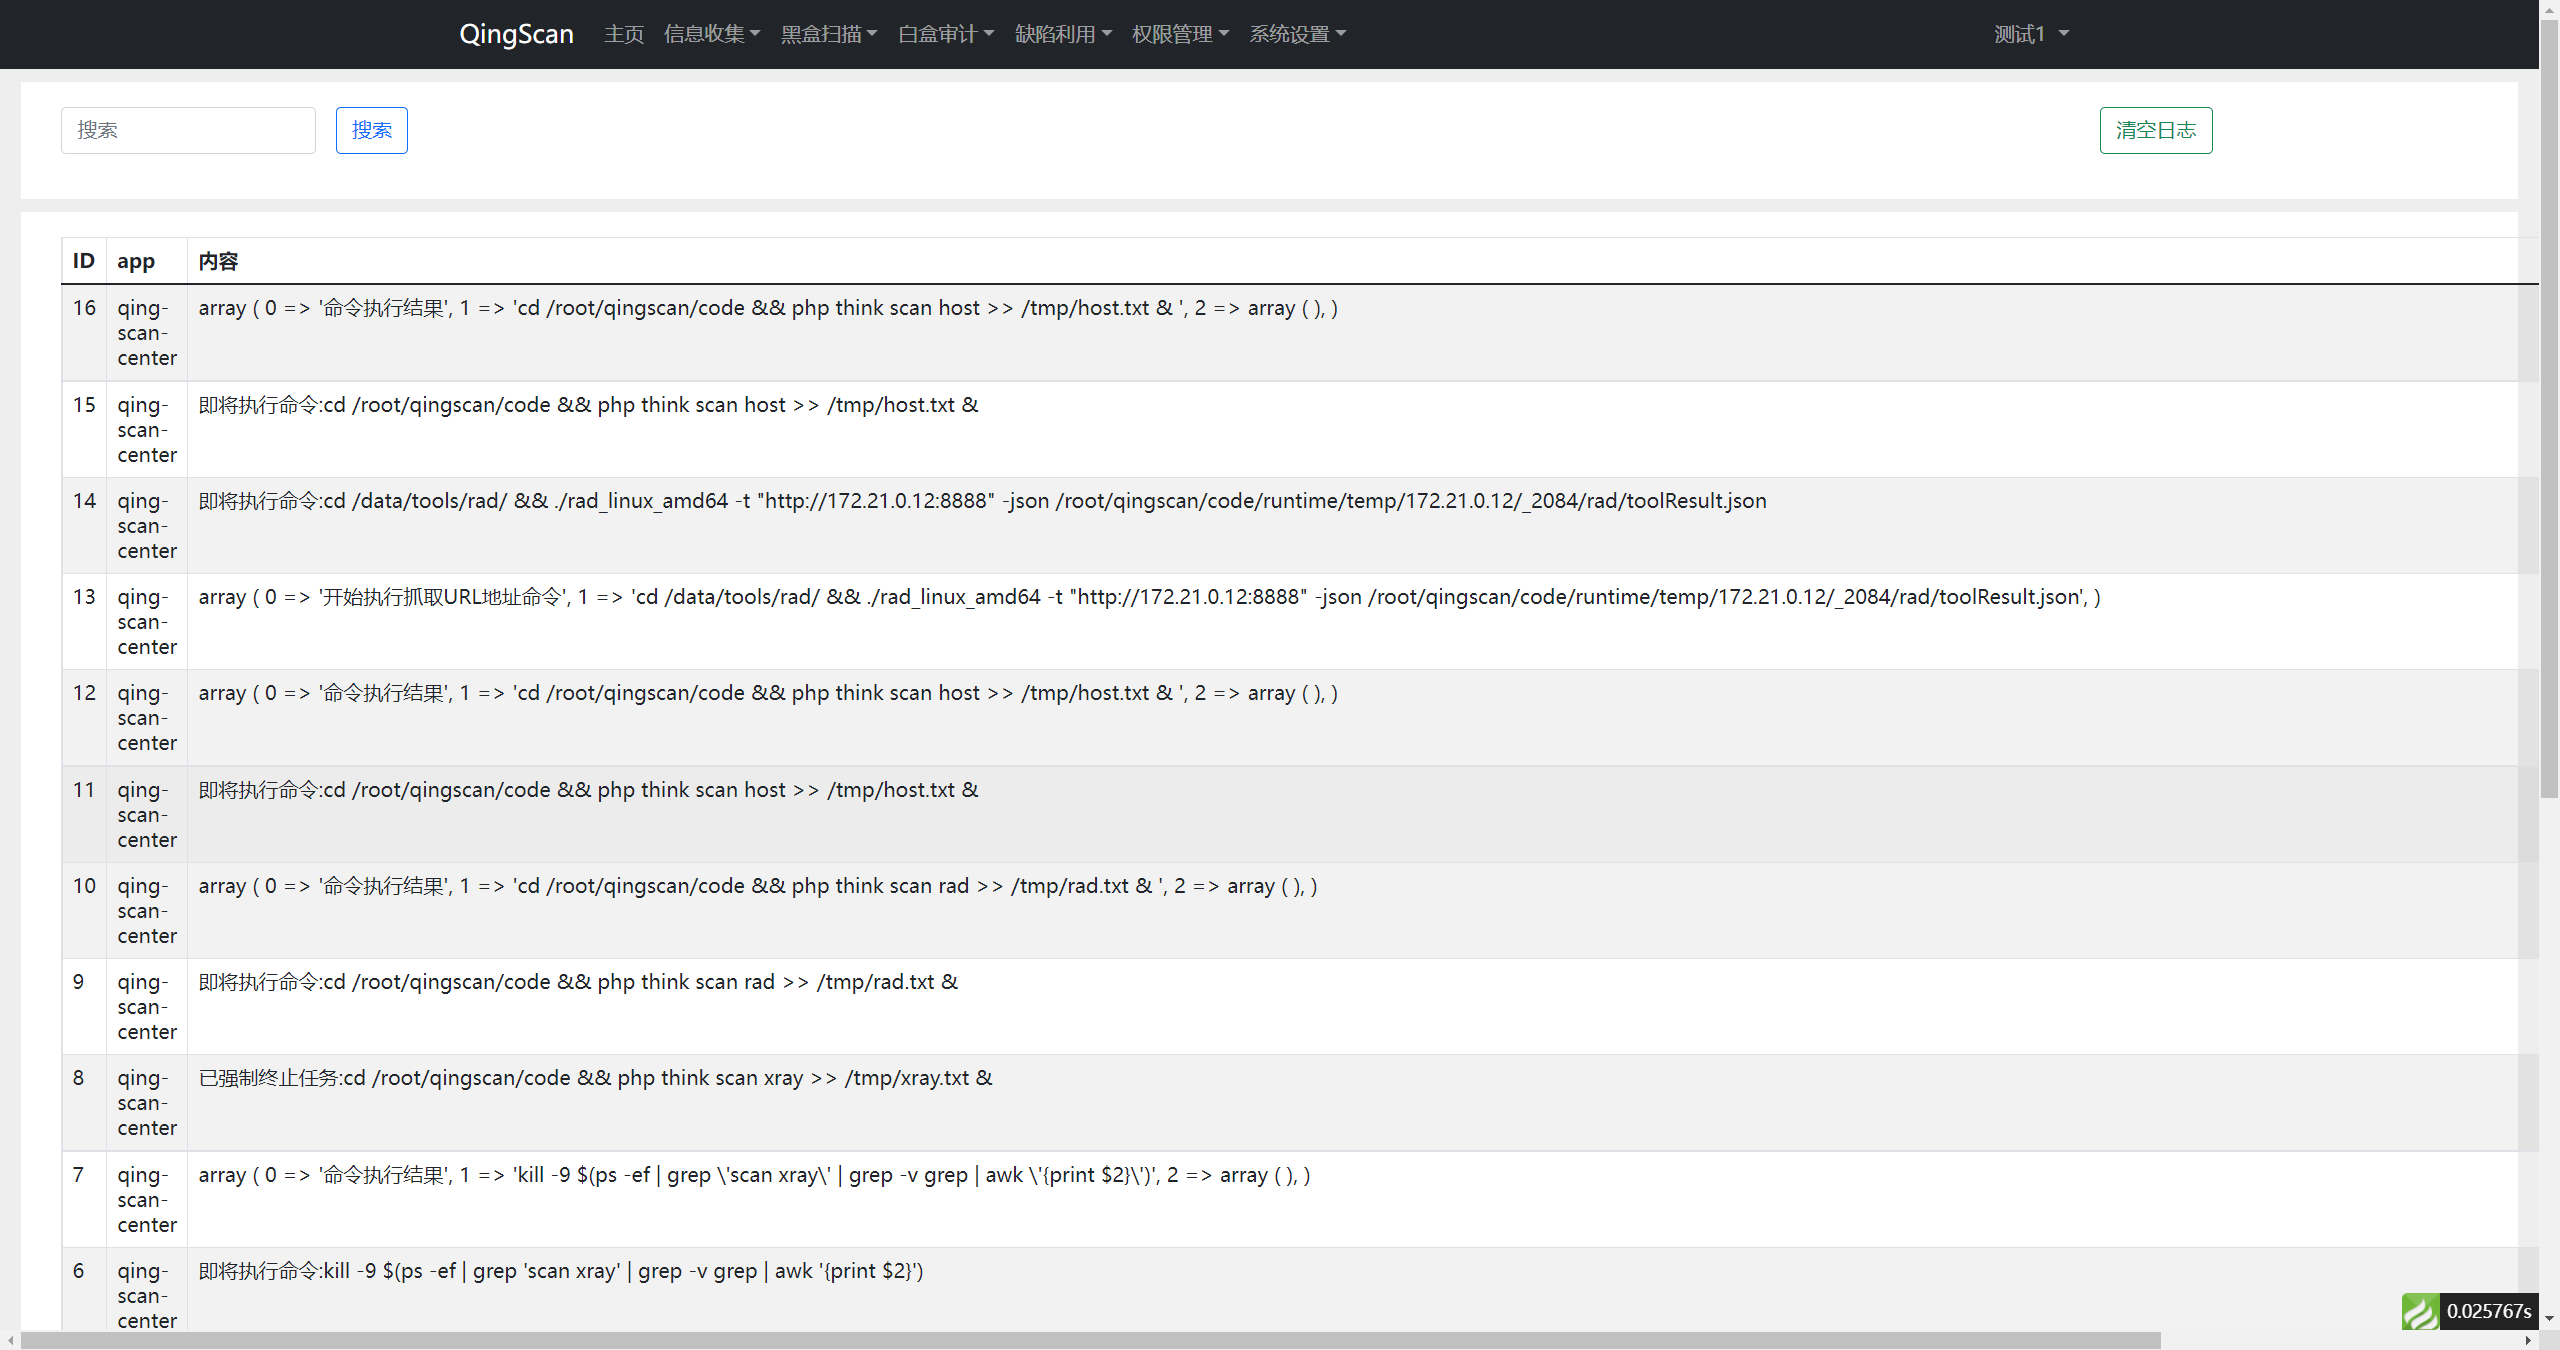 QingScan 主页 信息收集 黑盒扫描 白盒审计 缺陷利用 权限管理 系统设置 测试1
搜索 搜索 清空日志
ID app 内容
16 qing-scan-center array ( 0 => '命令执行结果', 1 => 'cd /root/qingscan/code && php think scan host >> /tmp/host.txt & ', 2 => array ( ), )
15 qing-scan-center 即将执行命令:cd /root/qingscan/code && php think scan host >> /tmp/host.txt &
14 qing-scan-center 即将执行命令:cd /data/tools/rad/ && ./rad_linux_amd64 -t "http://172.21.0.12:8888" -json /root/qingscan/code/runtime/temp/172.21.0.12/_2084/rad/toolResult.json
13 qing-scan-center array ( 0 => '开始执行抓取URL地址命令', 1 => 'cd /data/tools/rad/ && ./rad_linux_amd64 -t "http://172.21.0.12:8888" -json /root/qingscan/code/runtime/temp/172.21.0.12/_2084/rad/toolResult.json', )
12 qing-scan-center array ( 0 => '命令执行结果', 1 => 'cd /root/qingscan/code && php think scan host >> /tmp/host.txt & ', 2 => array ( ), )
11 qing-scan-center 即将执行命令:cd /root/qingscan/code && php think scan host >> /tmp/host.txt &
10 qing-scan-center array ( 0 => '命令执行结果', 1 => 'cd /root/qingscan/code && php think scan rad >> /tmp/rad.txt & ', 2 => array ( ), )
9 qing-scan-center 即将执行命令:cd /root/qingscan/code && php think scan rad >> /tmp/rad.txt &
8 qing-scan-center 已强制终止任务:cd /root/qingscan/code && php think scan xray >> /tmp/xray.txt &
7 qing-scan-center array ( 0 => '命令执行结果', 1 => 'kill -9 $(ps -ef | grep \'scan xray\' | grep -v grep | awk \'{print $2}\')', 2 => array ( ), )
6 qing-scan-center 即将执行命令:kill -9 $(ps -ef | grep 'scan xray' | grep -v grep | awk '{print $2}')
0.025767s